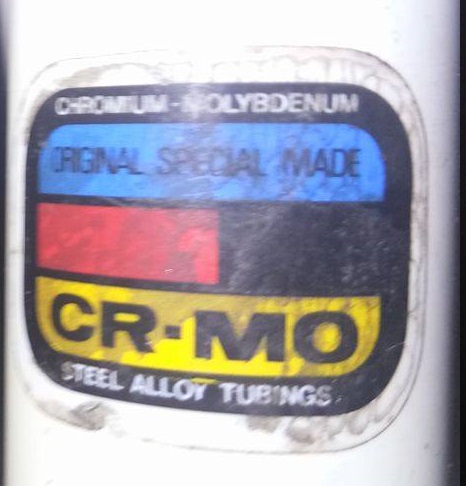 CHROMIUM-MOLYBDENUM
ORIGINAL SPECIAL MADE
CR-MO
STEEL ALLOY TUBINGS